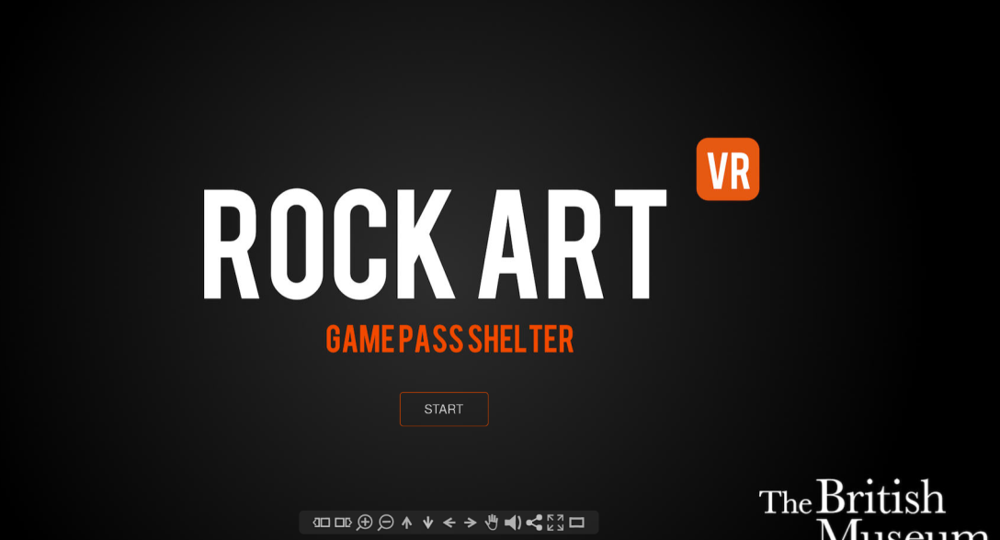 VR
ROCK ART
GAME PASS SHELTER
START
The British
Museum